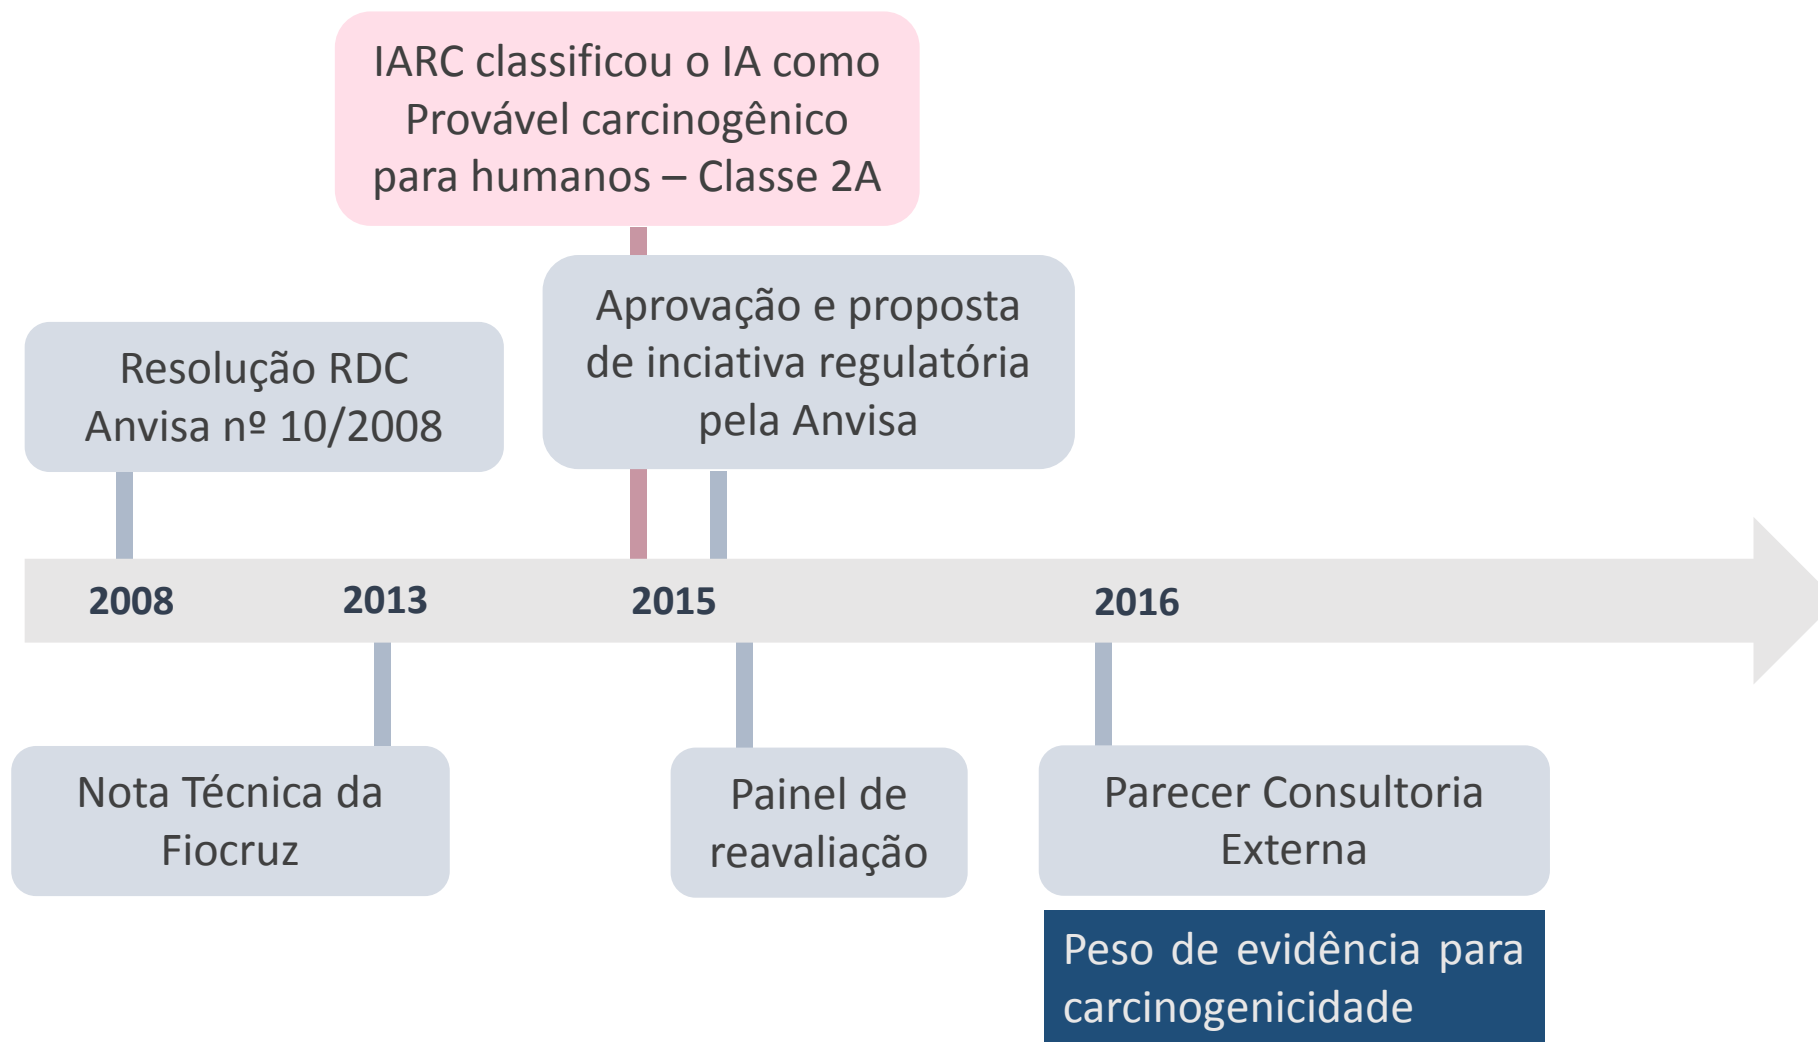 IARC classificou o IA como
Provável carcinogênico
para humanos – Classe 2A
Aprovação e proposta
de inciativa regulatória
pela Anvisa
Resolução RDC
Anvisa nº 10/2008
2008
2013
2015
2016
Nota Técnica da
Fiocruz
Painel de
reavaliação
Parecer Consultoria
Externa
Peso de evidência para
carcinogenicidade